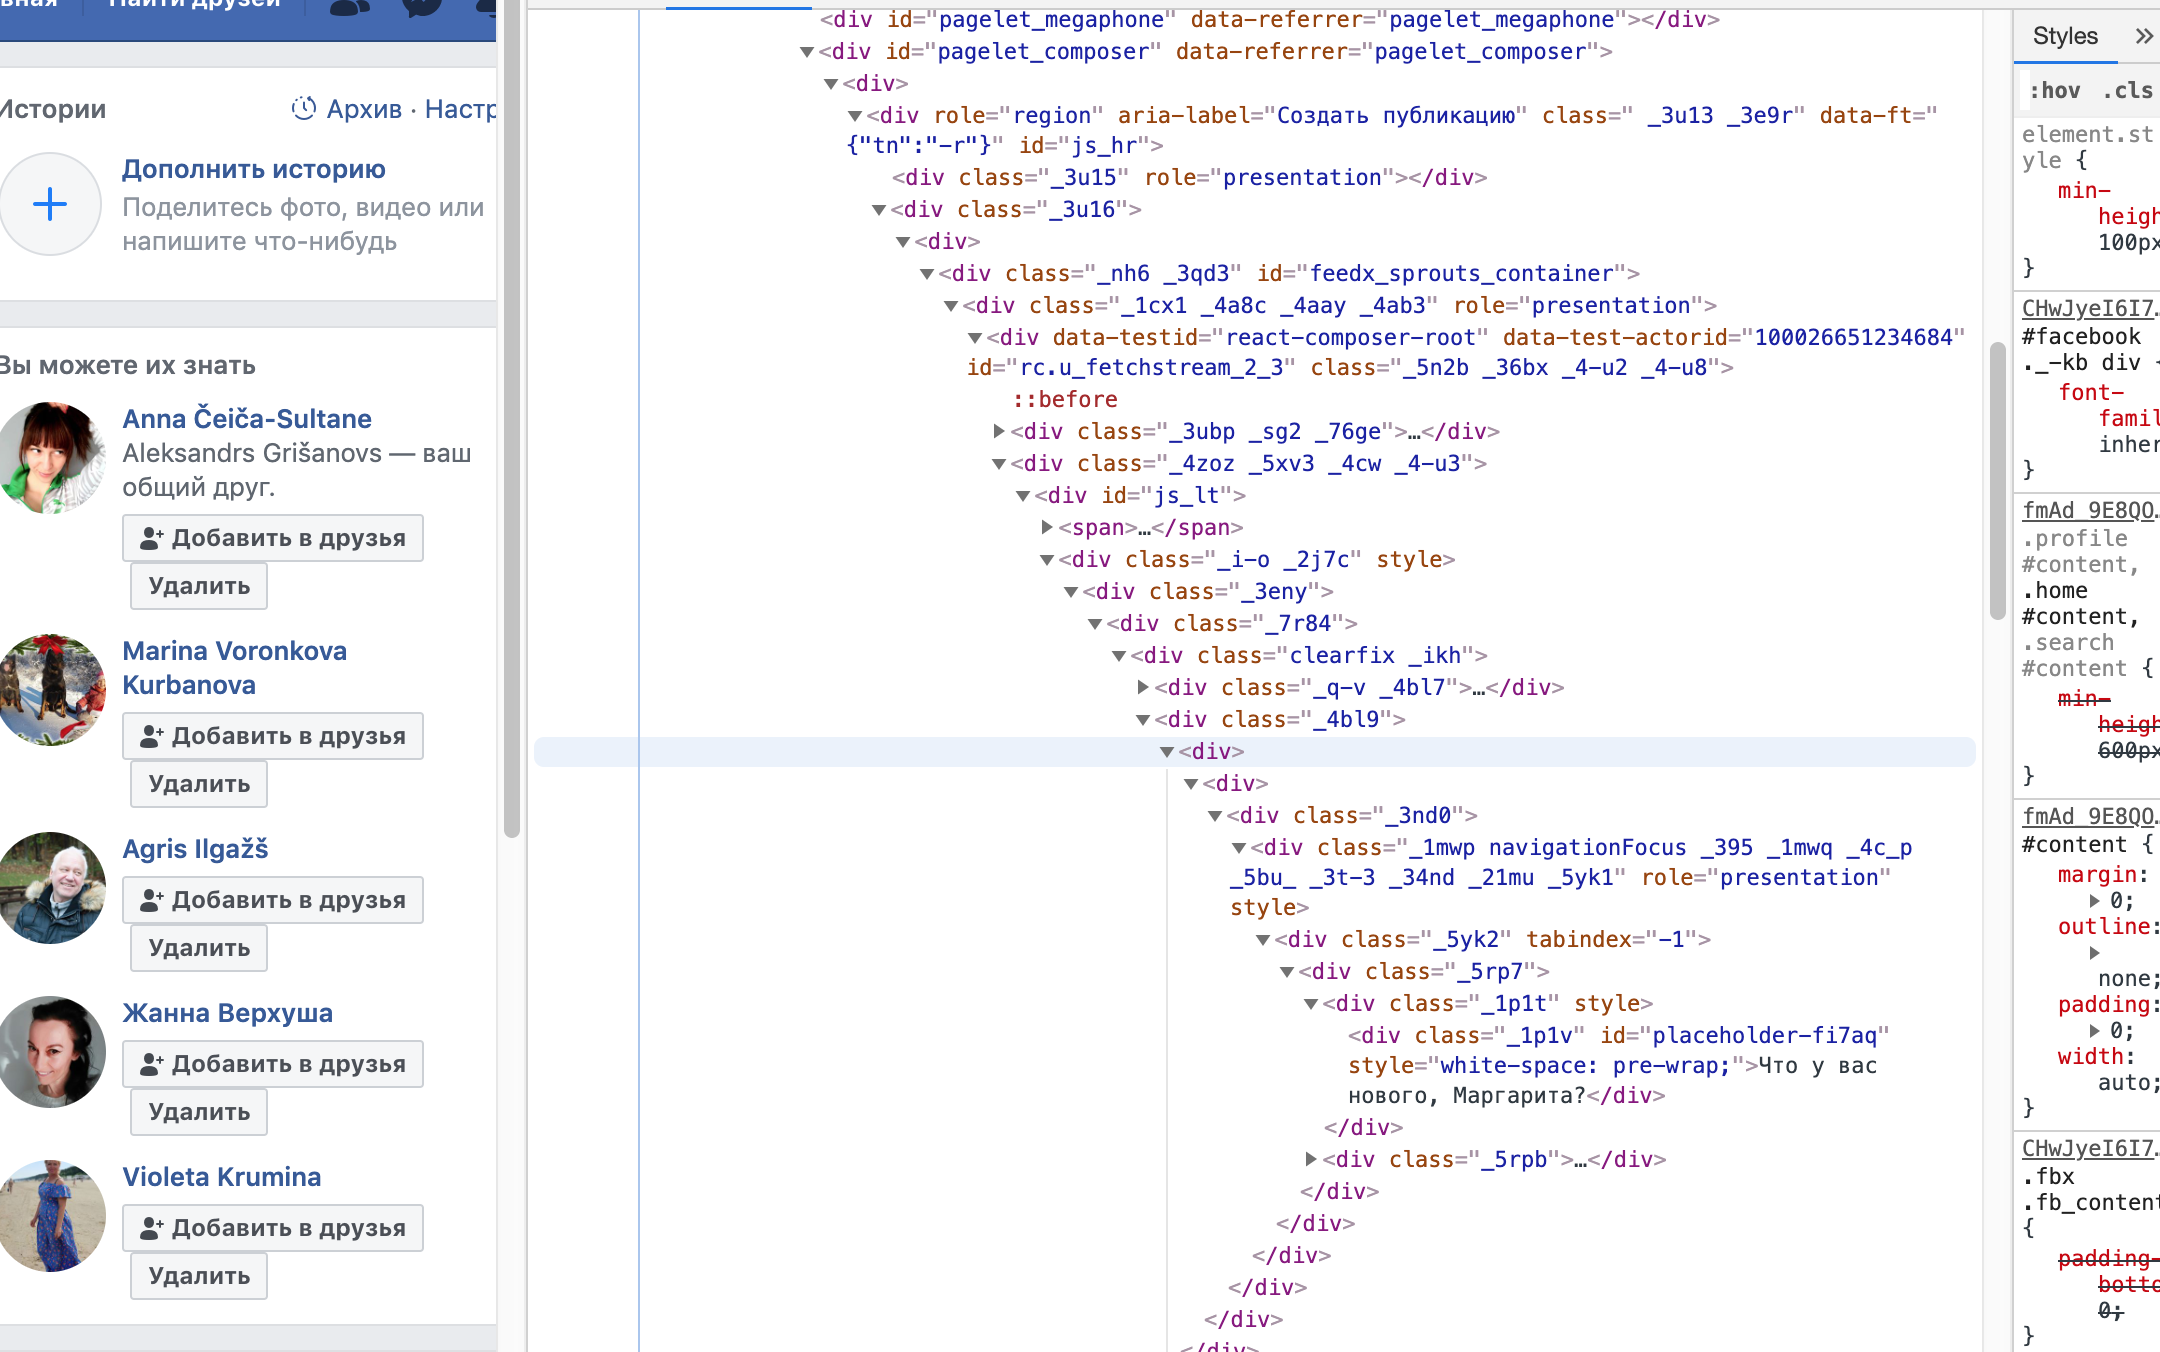 Найти друзей
Истории
Архив · Настр
Дополнить историю
Поделитесь фото, видео или
напишите что-нибудь
Вы можете их знать
Anna Čeiča-Sultane
Aleksandrs Grišanovs — ваш
общий друг.
Добавить в друзья
Удалить
Marina Voronkova
Kurbanova
Добавить в друзья
Удалить
Agris Ilgažš
Добавить в друзья
Удалить
Жанна Верхуша
Добавить в друзья
Удалить
Violeta Krumina
Добавить в друзья
Удалить
<div id="pagelet_megaphone" data-referrer="pagelet_megaphone"></div>
<div id="pagelet_composer" data-referrer="pagelet_composer">
<div>
<div role="region" aria-label="Создать публикацию" class=" _3u13 _3e9r" data-ft="
{"tn":"-r"}" id="js_hr">
<div class="_3u15" role="presentation"></div>
<div class="_3u16">
<div>
<div class="_nh6 _3qd3" id="feedx_sprouts_container">
<div class="_1cx1 _4a8c _4aay _4ab3" role="presentation">
<div data-testid="react-composer-root" data-test-actorid="100026651234684"
id="rc.u_fetchstream_2_3" class="_5n2b _36bx _4-u2 _4-u8">
::before
<div class="_3ubp _sg2 _76ge">…</div>
<div class="_4zoz _5xv3 _4cw _4-u3">
<div id="js_lt">
<span>…</span>
<div class="_i-o _2j7c" style>
<div class="_3eny">
<div class="_7r84">
<div class="clearfix _ikh">
<div class="_q-v _4bl7">…</div>
<div class="_4bl9">
<div>
<div>
<div class="_3nd0">
<div class="_1mwp navigationFocus _395 _1mwq _4c_p
_5bu_ _3t-3 _34nd _21mu _5yk1" role="presentation"
style>
<div class="_5yk2" tabindex="-1">
<div class="_5rp7">
<div class="_1p1t" style>
<div class="_1p1v" id="placeholder-fi7aq"
style="white-space: pre-wrap;">Что у вас
нового, Маргарита?</div>
</div>
<div class="_5rpb">…</div>
</div>
</div>
</div>
</div>
</div>
</div>
Styles
:hov .cls
element.st
yle {
min-
heigh
100px
}
CHwJyeI6I7…
#facebook
._-kb div
font-
famil
inher
}
fmAd_9E8QO…
.profile
#content,
.home
#content,
.search
#content {
min-
heigh
600px
}
fmAd_9E8QO…
#content {
margin:
0;
outline:
none;
padding:
0;
width:
auto;
}
CHwJyeI6I7…
.fbx
.fb_content
{
padding-
botto
0;
}